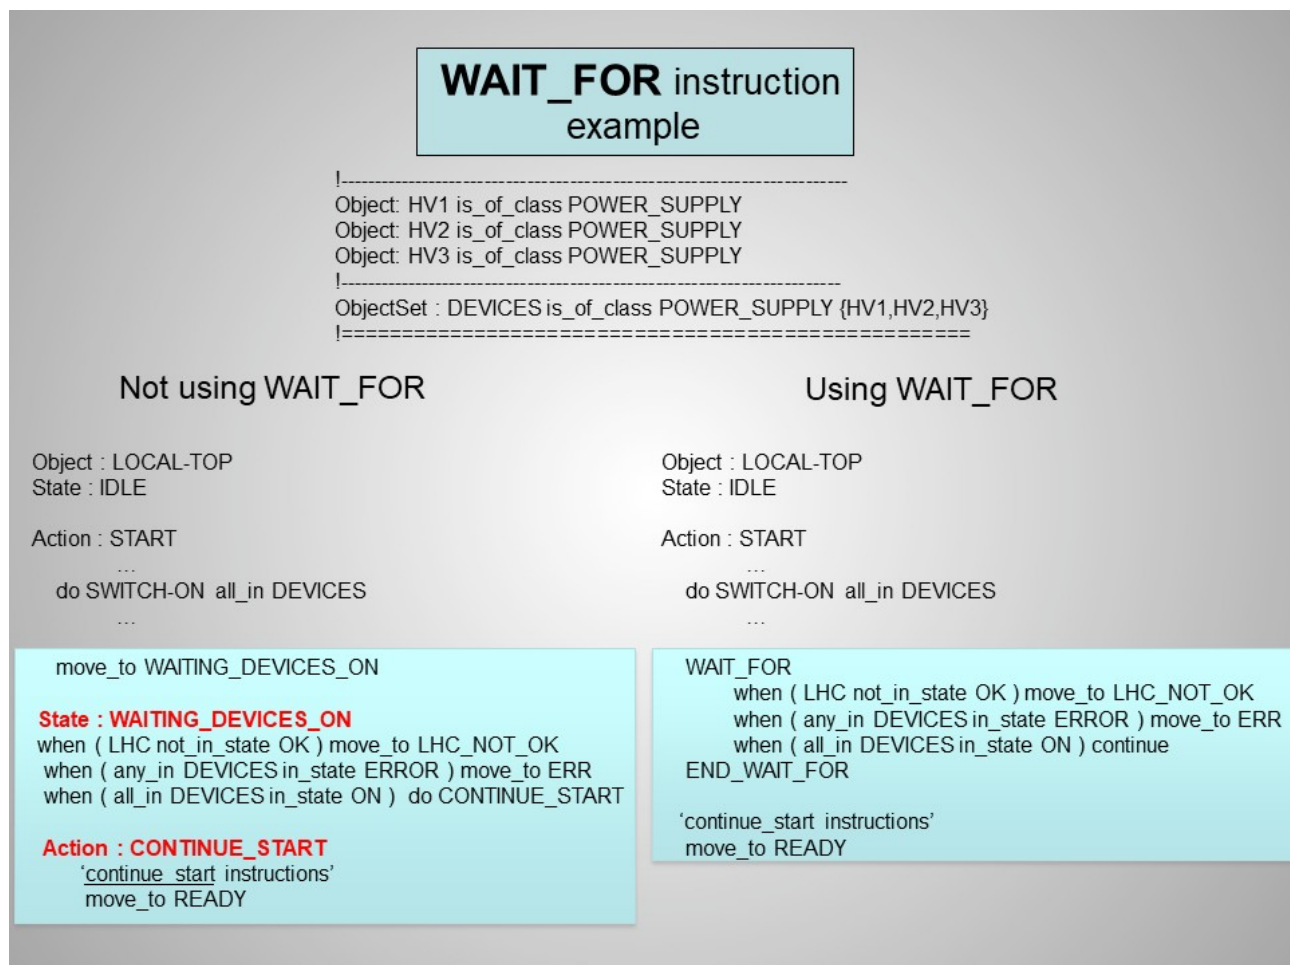 WAIT_FOR instruction
example
!---------------------------------------------------------------------------
Object: HV1 is_of_class POWER_SUPPLY
Object: HV2 is_of_class POWER_SUPPLY
Object: HV3 is_of_class POWER_SUPPLY
!--------------------------------------------------------------------------
ObjectSet : DEVICES is_of_class POWER_SUPPLY {HV1,HV2,HV3}
!====================================================
Not using WAIT_FOR
Object : LOCAL-TOP
State : IDLE
Action : START
...
do SWITCH-ON all_in DEVICES
...
move_to WAITING_DEVICES_ON
State : WAITING_DEVICES_ON
when ( LHC not_in_state OK ) move_to LHC_NOT_OK
when ( any_in DEVICES in_state ERROR ) move_to ERR
when ( all_in DEVICES in_state ON ) do CONTINUE_START
Action : CONTINUE_START
‘continue_start instructions’
move_to READY
Using WAIT_FOR
Object : LOCAL-TOP
State : IDLE
Action : START
...
do SWITCH-ON all_in DEVICES
...
WAIT_FOR
when ( LHC not_in_state OK ) move_to LHC_NOT_OK
when ( any_in DEVICES in_state ERROR ) move_to ERR
when ( all_in DEVICES in_state ON ) continue
END_WAIT_FOR
‘continue_start instructions’
move_to READY